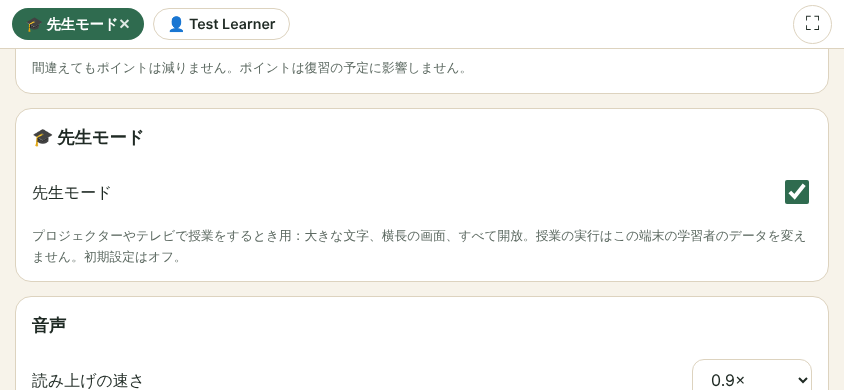 🎓 先生モード✕
👤 Test Learner
間違えてもポイントは減りません。ポイントは復習の予定に影響しません。
🎓 先生モード
先生モード
プロジェクターやテレビで授業をするとき用：大きな文字、横長の画面、すべて開放。授業の実行はこの端末の学習者のデータを変え
ません。初期設定はオフ。
音声
読み上げの速さ
0.9×